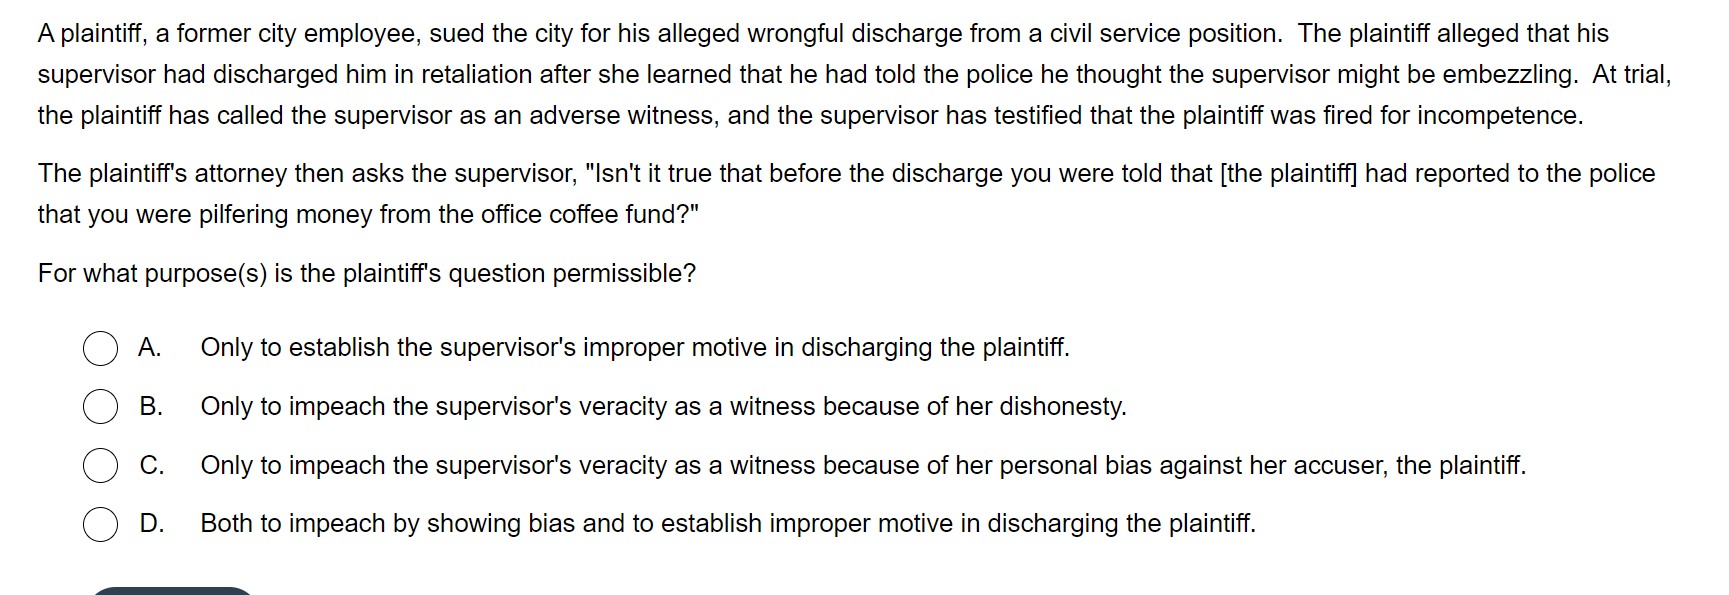 A plaintiff, a former city employee, sued the city for his alleged wrongful discharge from a civil service position.  The plaintiff alleged that his
supervisor had discharged him in retaliation after she learned that he had told the police he thought the supervisor might be embezzling.  At trial,
the plaintiff has called the supervisor as an adverse witness, and the supervisor has testified that the plaintiff was fired for incompetence.
The plaintiff's attorney then asks the supervisor, "Isn't it true that before the discharge you were told that [the plaintiff] had reported to the police
that you were pilfering money from the office coffee fund?"
For what purpose(s) is the plaintiff's question permissible?
A. Only to establish the supervisor's improper motive in discharging the plaintiff.
B. Only to impeach the supervisor's veracity as a witness because of her dishonesty.
C. Only to impeach the supervisor's veracity as a witness because of her personal bias against her accuser, the plaintiff.
D. Both to impeach by showing bias and to establish improper motive in discharging the plaintiff.